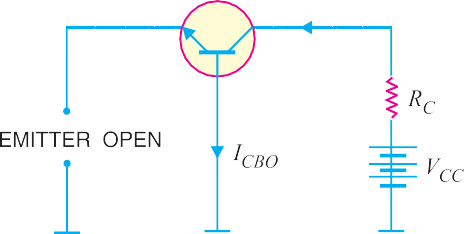 R_C
EMITTER OPEN
I_CBO
V_CC